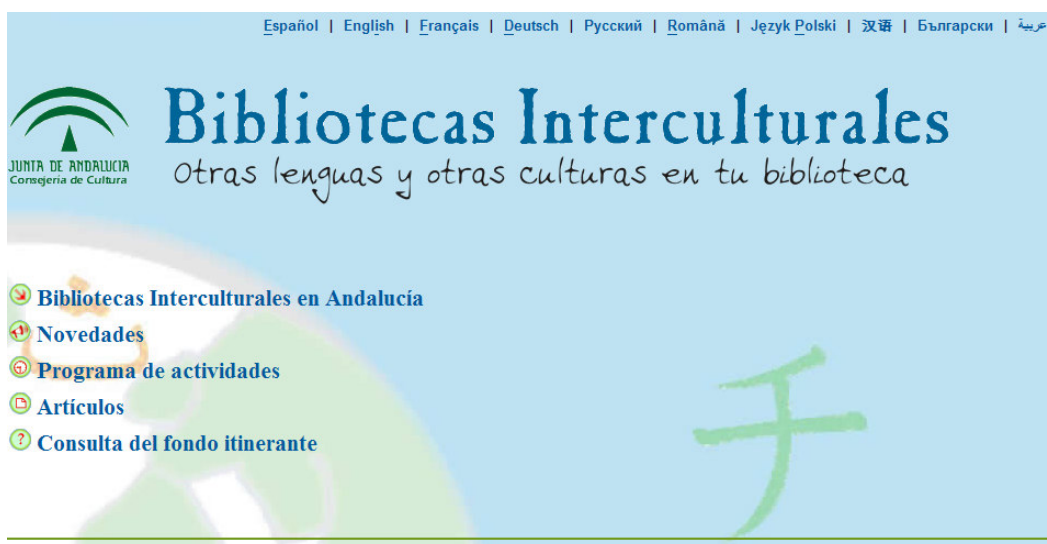 Español | English | Français | Deutsch | Русский | Română | Język Polski | 汉语 | Български | عربية
Bibliotecas Interculturales
Otras lenguas y otras culturas en tu biblioteca
JUNTA DE ANDALUCIA
Consejería de Cultura
Bibliotecas Interculturales en Andalucía
Novedades
Programa de actividades
Artículos
Consulta del fondo itinerante
チ